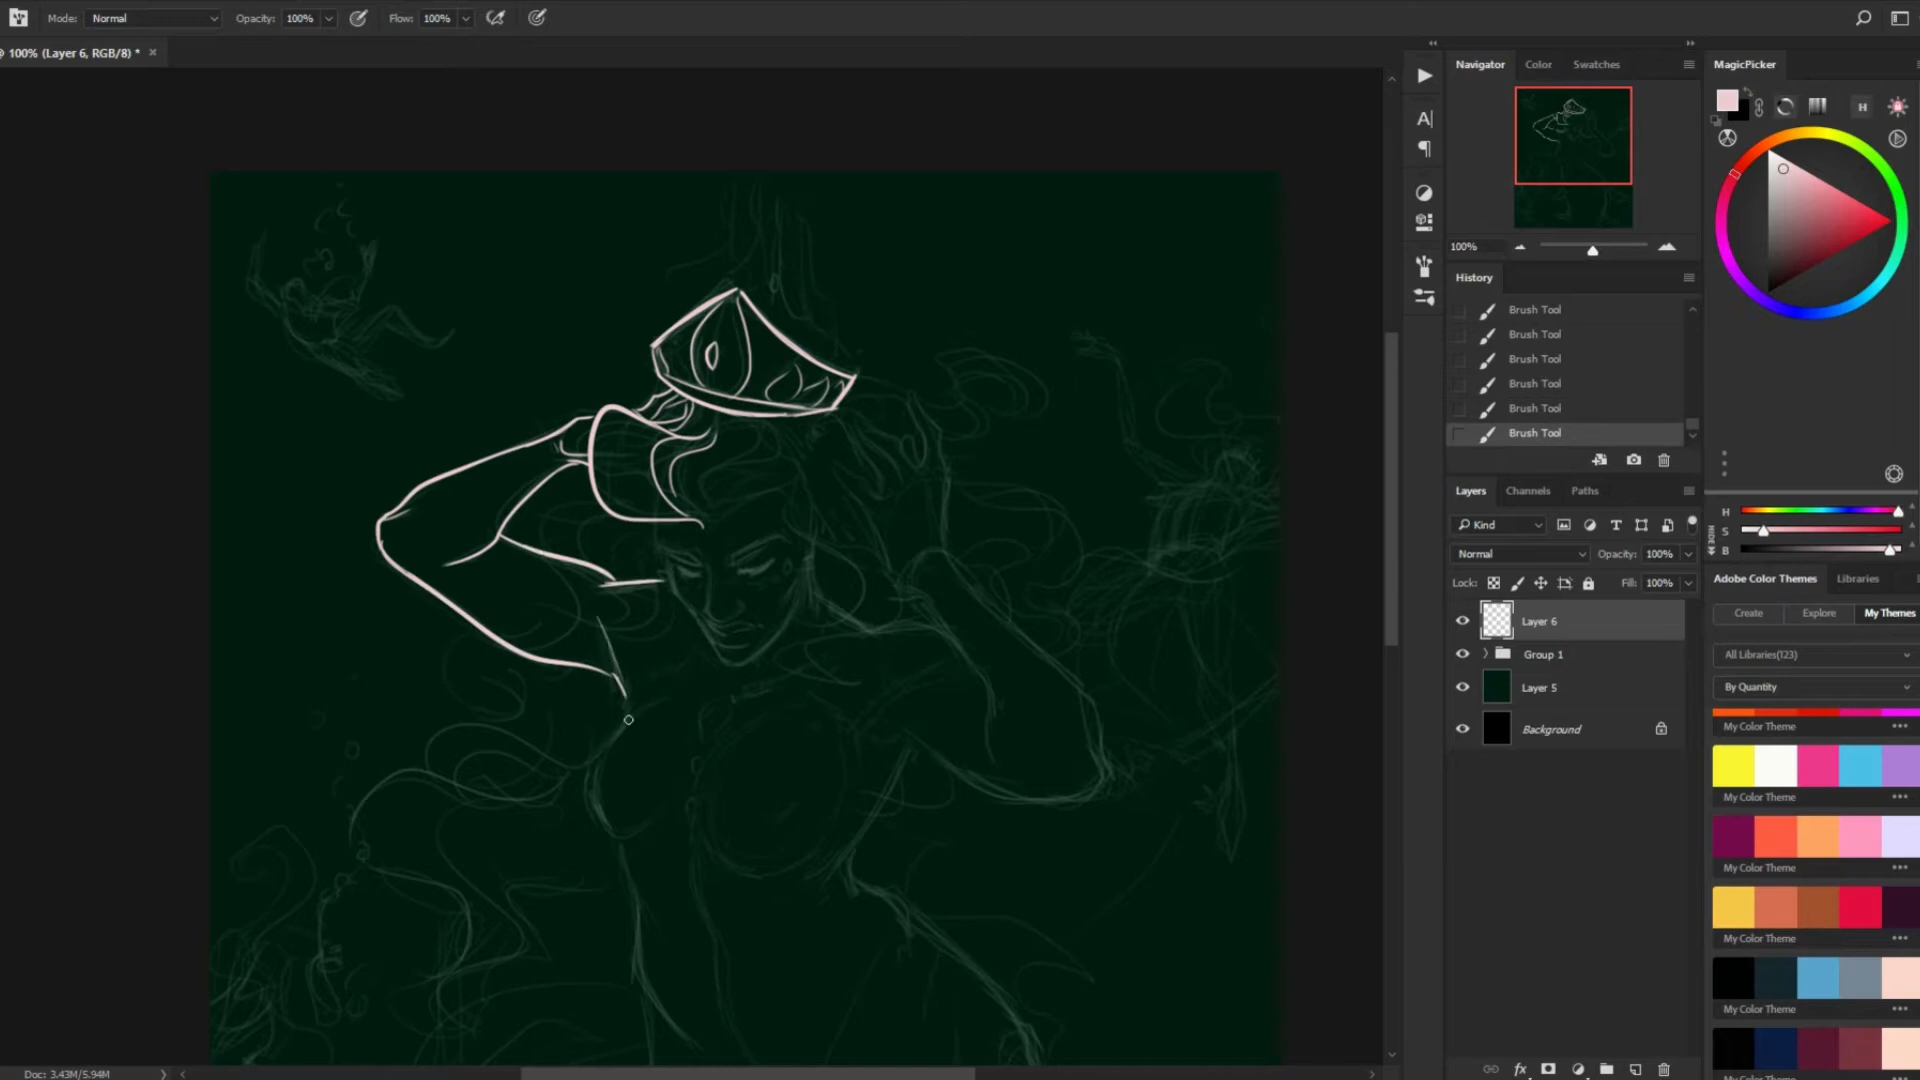 Mode: Normal Opacity: 100% Flow: 100%
100% (Layer 6, RGB/8) * ×
Navigator Color Swatches
100%
History
Brush Tool
Brush Tool
Brush Tool
Brush Tool
Brush Tool
Brush Tool
Layers Channels Paths
Kind
Normal Opacity: 100%
Lock: Fill: 100%
Layer 6
Group 1
Layer 5
Background
fx
MagicPicker
H
H
S
B
HIDE
Adobe Color Themes Libraries
Create Explore My Themes
All Libraries(123)
By Quantity
My Color Theme
My Color Theme
My Color Theme
My Color Theme
My Color Theme
Doc: 3.43M/5.94M